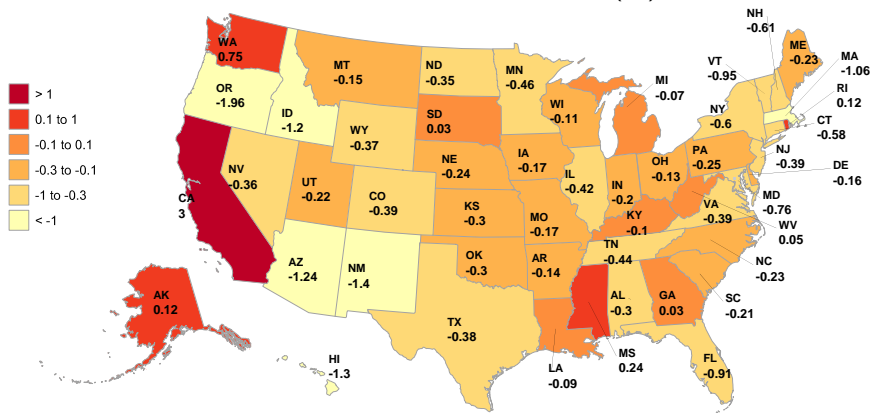 NH
-0.61
WA
0.75
MT
-0.15
ND
-0.35
MN
-0.46
VT
-0.95
ME
-0.23
MA
-1.06
RI
0.12
CT
-0.58
MI
-0.07
OR
-1.96
ID
-1.2
WY
-0.37
SD
0.03
WI
-0.11
NY
-0.6
> 1
0.1 to 1
-0.1 to 0.1
-0.3 to -0.1
-1 to -0.3
< -1
NV
-0.36
UT
-0.22
CO
-0.39
NE
-0.24
IA
-0.17
IL
-0.42
IN
-0.2
OH
-0.13
PA
-0.25
NJ
-0.39
DE
-0.16
MD
-0.76
WV
0.05
VA
-0.39
KY
-0.1
CA
3
KS
-0.3
MO
-0.17
TN
-0.44
NC
-0.23
SC
-0.21
AZ
-1.24
NM
-1.4
OK
-0.3
AR
-0.14
AL
-0.3
GA
0.03
AK
0.12
TX
-0.38
LA
-0.09
MS
0.24
FL
-0.91
HI
-1.3